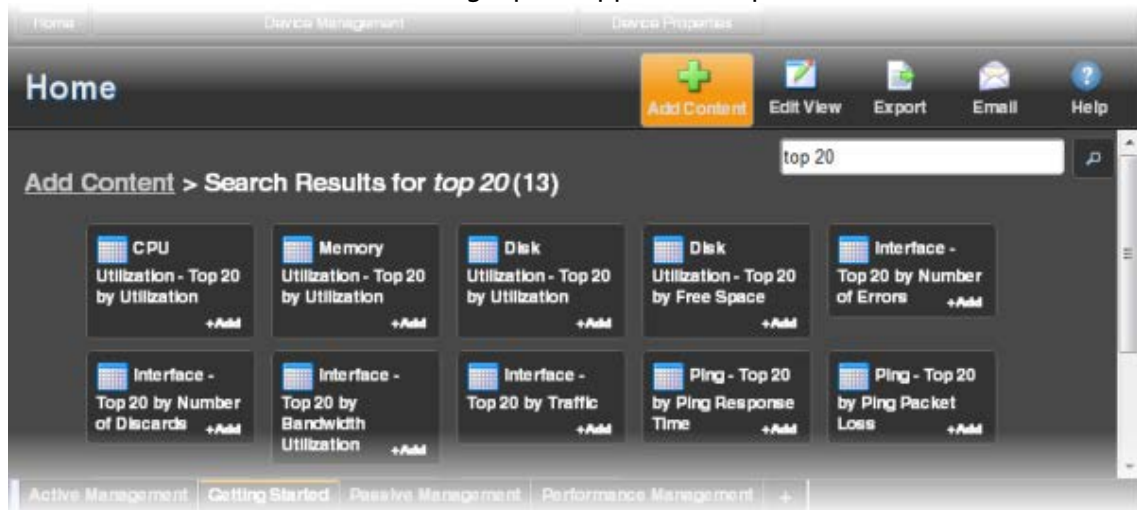 Home Device Management Device Properties
Home
Add Content Edit View Export Email Help
top 20
Add Content > Search Results for top 20 (13)
CPU
Utilization - Top 20
by Utilization
+Add
Memory
Utilization - Top 20
by Utilization
+Add
Disk
Utilization - Top 20
by Utilization
+Add
Disk
Utilization - Top 20
by Free Space
+Add
Interface -
Top 20 by Number
of Errors +Add
Interface -
Top 20 by Number
of Discards +Add
Interface -
Top 20 by
Bandwidth
Utilization +Add
Interface -
Top 20 by Traffic
+Add
Ping - Top 20
by Ping Response
Time +Add
Ping - Top 20
by Ping Packet
Loss +Add
Active Management Getting Started Passive Management Performance Management +